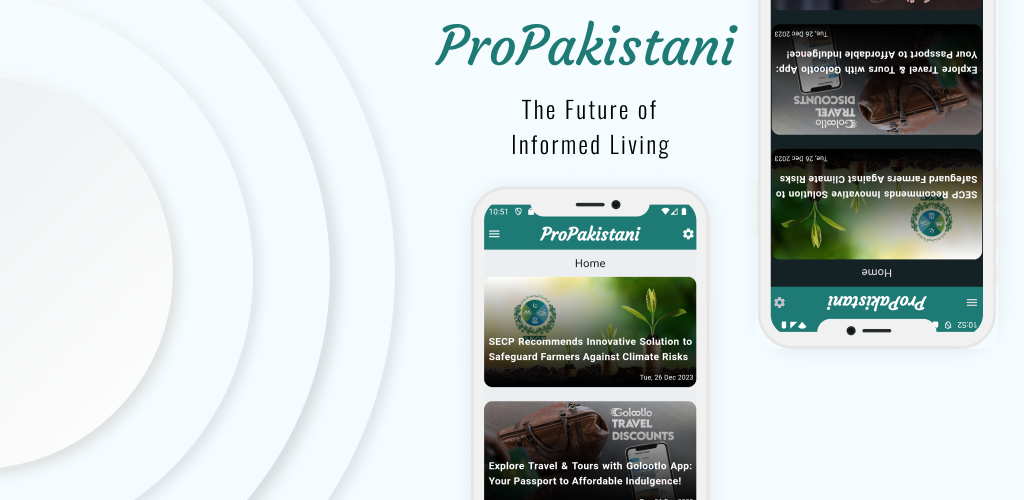 ProPakistani
The Future of
Informed Living
10:51
ProPakistani
Home
SECP Recommends Innovative Solution to
Safeguard Farmers Against Climate Risks
Tue, 26 Dec 2023
Golootlo
TRAVEL
DISCOUNTS
Explore Travel & Tours with Golootlo App:
Your Passport to Affordable Indulgence!
10:52
ProPakistani
Home
SECP Recommends Innovative Solution to
Safeguard Farmers Against Climate Risks
Tue, 26 Dec 2023
Golootlo
TRAVEL
DISCOUNTS
Explore Travel & Tours with Golootlo App:
Your Passport to Affordable Indulgence!
Tue, 26 Dec 2023